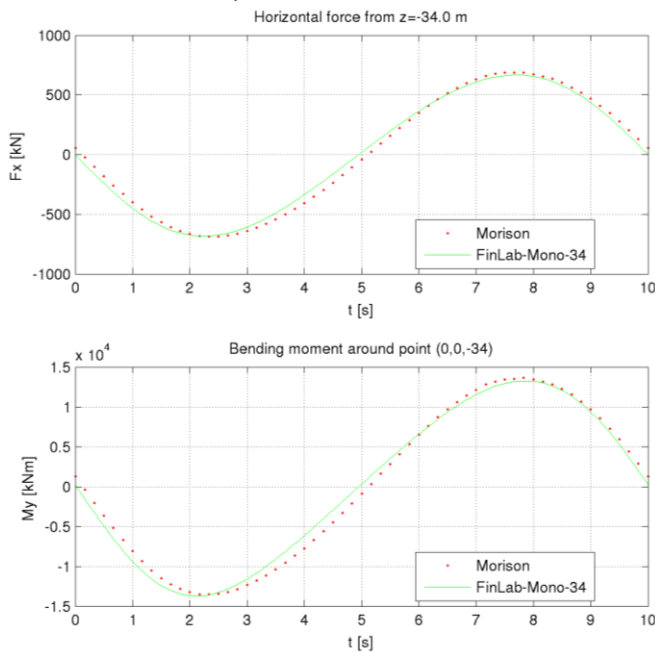 Horizontal force from z=-34.0 m
1000
500
0
-500
-1000
Fx [kN]
Morison
FinLab-Mono-34
0 1 2 3 4 5 6 7 8 9 10
t [s]
Bending moment around point (0,0,-34)
x 10^4
1.5
1
0.5
0
-0.5
-1
-1.5
My [kNm]
Morison
FinLab-Mono-34
0 1 2 3 4 5 6 7 8 9 10
t [s]